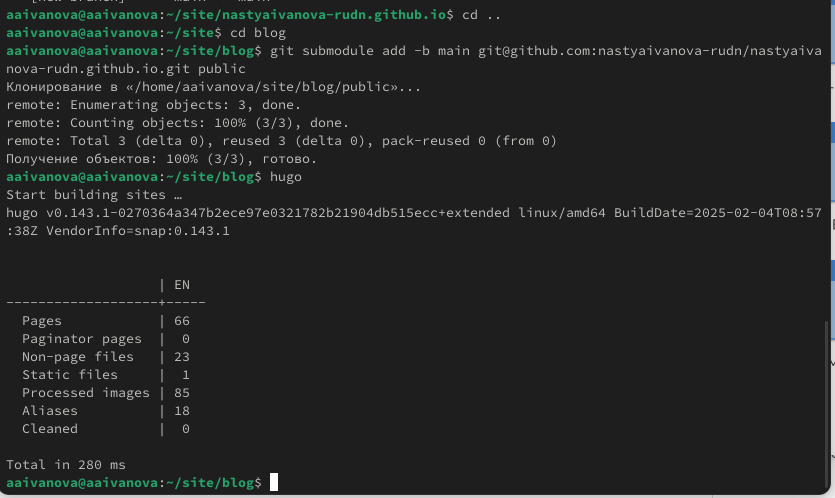 aaivanova@aaivanova:~/site/nastyaivanova-rudn.github.io$ cd ..
aaivanova@aaivanova:~/site$ cd blog
aaivanova@aaivanova:~/site/blog$ git submodule add -b main git@github.com:nastyaivanova-rudn/nastyaiva
nova-rudn.github.io.git public
Клонирование в «/home/aaivanova/site/blog/public»...
remote: Enumerating objects: 3, done.
remote: Counting objects: 100% (3/3), done.
remote: Total 3 (delta 0), reused 3 (delta 0), pack-reused 0 (from 0)
Получение объектов: 100% (3/3), готово.
aaivanova@aaivanova:~/site/blog$ hugo
Start building sites …
hugo v0.143.1-0270364a347b2ece97e0321782b21904db515ecc+extended linux/amd64 BuildDate=2025-02-04T08:57
:38Z VendorInfo=snap:0.143.1
                   | EN
-------------------+-----
  Pages            | 66
  Paginator pages  |  0
  Non-page files   | 23
  Static files     |  1
  Processed images | 85
  Aliases          | 18
  Cleaned          |  0
Total in 280 ms
aaivanova@aaivanova:~/site/blog$